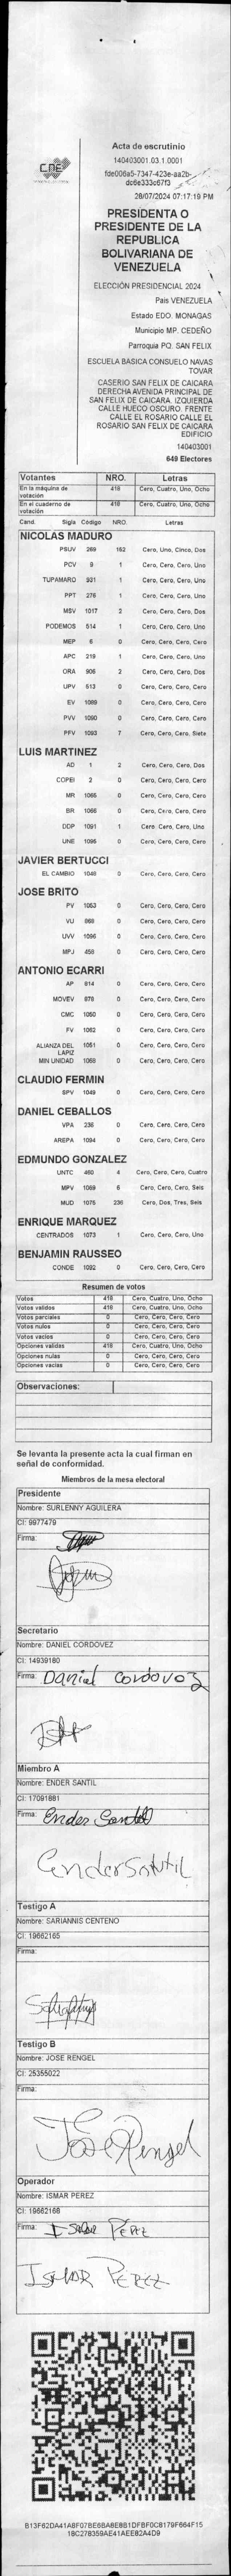 CDE
Acta de escrutinio
140403001.03.1.0001
fde006a5-7347-423e-aa2b-
dc6e333c67f3
28/07/2024 07:17:19 PM
PRESIDENTA O
PRESIDENTE DE LA
REPUBLICA
BOLIVARIANA DE
VENEZUELA
ELECCIÓN PRESIDENCIAL 2024
Pais VENEZUELA
Estado EDO. MONAGAS
Municipio MP. CEDEÑO
Parroquia PQ. SAN FELIX
ESCUELA BASICA CONSUELO NAVAS
TOVAR
CASERIO SAN FELIX DE CAICARA
DERECHA AVENIDA PRINCIPAL DE
SAN FELIX DE CAICARA. IZQUIERDA
CALLE HUECO OSCURO. FRENTE
CALLE EL ROSARIO CALLE EL
ROSARIO SAN FELIX DE CAICARA
EDIFICIO
140403001
649 Electores
Votantes NRO. Letras
En la máquina de votación 418 Cero, Cuatro, Uno, Ocho
En el cuaderno de votación 418 Cero, Cuatro, Uno, Ocho
Cand. Sigla Código NRO. Letras
NICOLAS MADURO
PSUV 269 152 Cero, Uno, Cinco, Dos
PCV 9 1 Cero, Cero, Cero, Uno
TUPAMARO 931 1 Cero, Cero, Cero, Uno
PPT 276 1 Cero, Cero, Cero, Uno
MSV 1017 2 Cero, Cero, Cero, Dos
PODEMOS 514 1 Cero, Cero, Cero, Uno
MEP 6 0 Cero, Cero, Cero, Cero
APC 219 1 Cero, Cero, Cero, Uno
ORA 906 2 Cero, Cero, Cero, Dos
UPV 513 0 Cero, Cero, Cero, Cero
EV 1089 0 Cero, Cero, Cero, Cero
PVV 1090 0 Cero, Cero, Cero, Cero
PFV 1093 7 Cero, Cero, Cero, Siete
LUIS MARTINEZ
AD 1 2 Cero, Cero, Cero, Dos
COPEI 2 0 Cero, Cero, Cero, Cero
MR 1065 0 Cero, Cero, Cero, Cero
BR 1066 0 Cero, Cero, Cero, Cero
DDP 1091 1 Cero, Cero, Cero, Uno
UNE 1095 0 Cero, Cero, Cero, Cero
JAVIER BERTUCCI
EL CAMBIO 1048 0 Cero, Cero, Cero, Cero
JOSE BRITO
PV 1053 0 Cero, Cero, Cero, Cero
VU 969 0 Cero, Cero, Cero, Cero
UVV 1096 0 Cero, Cero, Cero, Cero
MPJ 458 0 Cero, Cero, Cero, Cero
ANTONIO ECARRI
AP 814 0 Cero, Cero, Cero, Cero
MOVEV 978 0 Cero, Cero, Cero, Cero
CMC 1050 0 Cero, Cero, Cero, Cero
FV 1062 0 Cero, Cero, Cero, Cero
ALIANZA DEL LAPIZ 1051 0 Cero, Cero, Cero, Cero
MIN UNIDAD 1058 0 Cero, Cero, Cero, Cero
CLAUDIO FERMIN
SPV 1049 0 Cero, Cero, Cero, Cero
DANIEL CEBALLOS
VPA 236 0 Cero, Cero, Cero, Cero
AREPA 1094 0 Cero, Cero, Cero, Cero
EDMUNDO GONZALEZ
UNTC 460 4 Cero, Cero, Cero, Cuatro
MPV 1059 6 Cero, Cero, Cero, Seis
MUD 1075 236 Cero, Dos, Tres, Seis
ENRIQUE MARQUEZ
CENTRADOS 1073 1 Cero, Cero, Cero, Uno
BENJAMIN RAUSSEO
CONDE 1092 0 Cero, Cero, Cero, Cero
Resumen de votos
Votos 418 Cero, Cuatro, Uno, Ocho
Votos validos 418 Cero, Cuatro, Uno, Ocho
Votos parciales 0 Cero, Cero, Cero, Cero
Votos nulos 0 Cero, Cero, Cero, Cero
Votos vacios 0 Cero, Cero, Cero, Cero
Opciones validas 418 Cero, Cuatro, Uno, Ocho
Opciones nulas 0 Cero, Cero, Cero, Cero
Opciones vacias 0 Cero, Cero, Cero, Cero
Observaciones:
Se levanta la presente acta la cual firman en
señal de conformidad.
Miembros de la mesa electoral
Presidente
Nombre: SURLENNY AGUILERA
CI: 9977479
Firma:
Secretario
Nombre: DANIEL CORDOVEZ
CI: 14939180
Firma: Daniel Cordovez
Miembro A
Nombre: ENDER SANTIL
CI: 17091881
Firma: Ender Santil
Ender Santil
Testigo A
Nombre: SARIANNIS CENTENO
CI: 19662165
Firma:
Testigo B
Nombre: JOSE RENGEL
CI: 25355022
Firma:
José Rengel
Operador
Nombre: ISMAR PEREZ
CI: 19662168
Firma: ISMAR PEREZ
ISMAR PEREZ
B13F62DA41A8F07BE6BA8E8B1DFBF0C8179F664F15
18C278359AE41AEE82A4D9